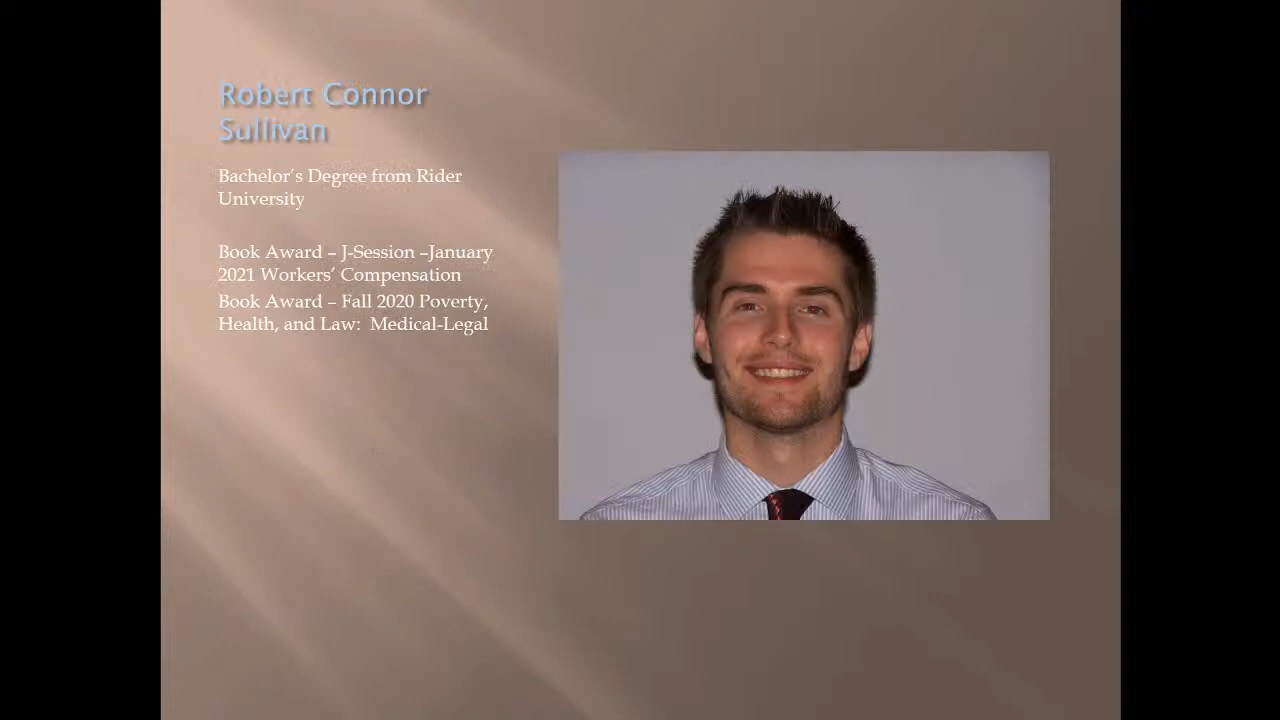 Robert Connor
Sullivan
Bachelor’s Degree from Rider
University
Book Award – J-Session –January
2021 Workers’ Compensation
Book Award – Fall 2020 Poverty,
Health, and Law:  Medical-Legal